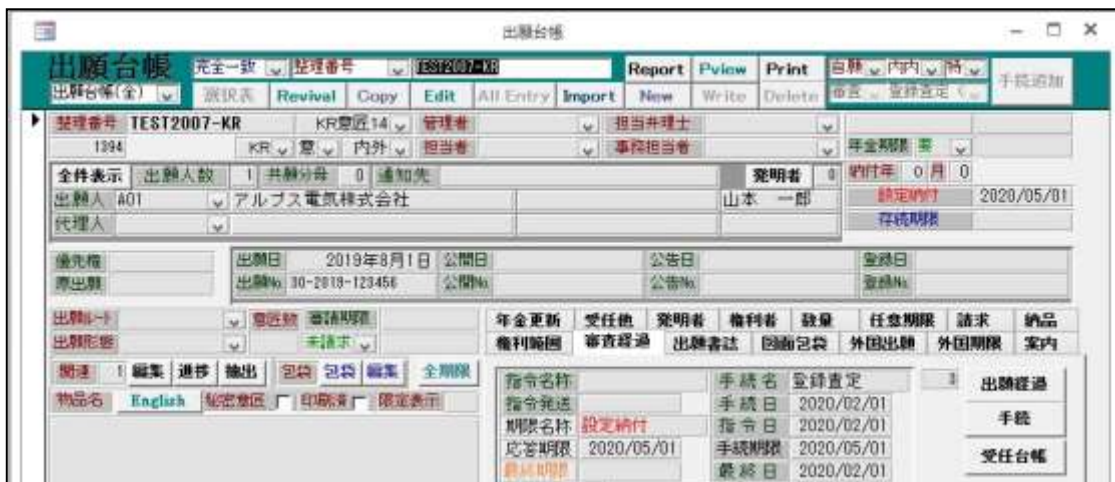 出願台帳
出願台帳 完全一致 整理番号 TEST2007-KR Report Pview Print 自願 内内 特 手続追加
出願台帳(全) 選択表 Revival Copy Edit All Entry Import New Write Delete 審査 登録査定
整理番号 TEST2007-KR KR意匠14 管理者 担当弁理士
1394 KR 意 内外 担当者 事務担当者 年金期限 要
全件表示 出願人数 1 共願分母 0 通知先 発明者 0 納付年 0 月 0
出願人 A01 アルプス電気株式会社 山本 一郎 設定納付 2020/05/01
代理人 存続期限
優先権 出願日 2019年8月1日 公開日 公告日 登録日
原出願 出願No. 30-2019-123456 公開No. 公告No. 登録No.
出願ルート 意匠数 審請期限 年金更新 受任他 発明者 権利者 数量 任意期限 請求 納品
出願形態 未請求 権利範囲 審査経過 出願書誌 図面包袋 外国出願 外国期限 案内
関連 1 編集 進捗 抽出 包袋 包袋 編集 全期限
指令名称 手続名 登録査定 3 出願経過
物品名 English 秘密意匠 印刷済 限定表示
指令発送 手続日 2020/02/01
期限名称 設定納付 指令日 2020/02/01 手続
応答期限 2020/05/01 手続期限 2020/05/01 受任台帳
最終期限 最終日 2020/02/01